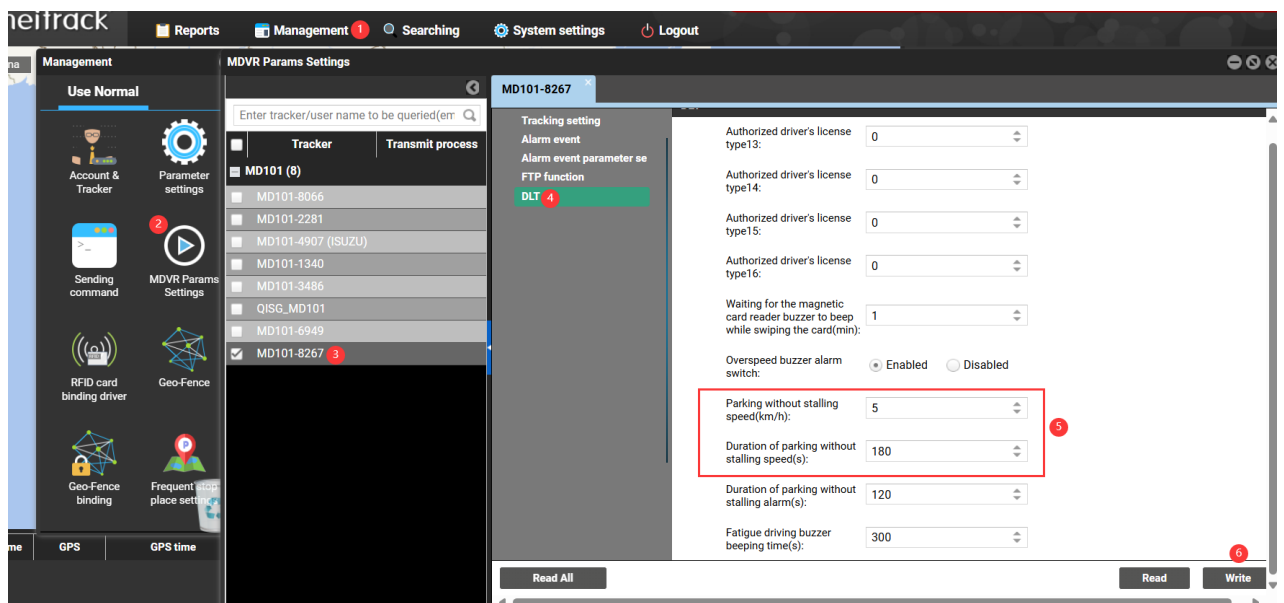 meitrack
Reports
Management 1
Searching
System settings
Logout
na
Management
MDVR Params Settings
Use Normal
MD101-8267 ×
Account &
Tracker
Parameter
settings
2
Sending
command
MDVR Params
Settings
RFID card
binding driver
Geo-Fence
Geo-Fence
binding
Frequent stop
place setting
me
GPS
GPS time
Enter tracker/user name to be queried(em
Tracker
Transmit process
MD101 (8)
MD101-8066
MD101-2281
MD101-4907 (ISUZU)
MD101-1340
MD101-3486
QISG_MD101
MD101-6949
MD101-8267 3
Tracking setting
Alarm event
Alarm event parameter se
FTP function
DLT 4
Authorized driver's license
type13:
0
Authorized driver's license
type14:
0
Authorized driver's license
type15:
0
Authorized driver's license
type16:
0
Waiting for the magnetic
card reader buzzer to beep
while swiping the card(min):
1
Overspeed buzzer alarm
switch:
Enabled
Disabled
Parking without stalling
speed(km/h):
5
5
Duration of parking without
stalling speed(s):
180
Duration of parking without
stalling alarm(s):
120
Fatigue driving buzzer
beeping time(s):
300
6
Read All
Read
Write